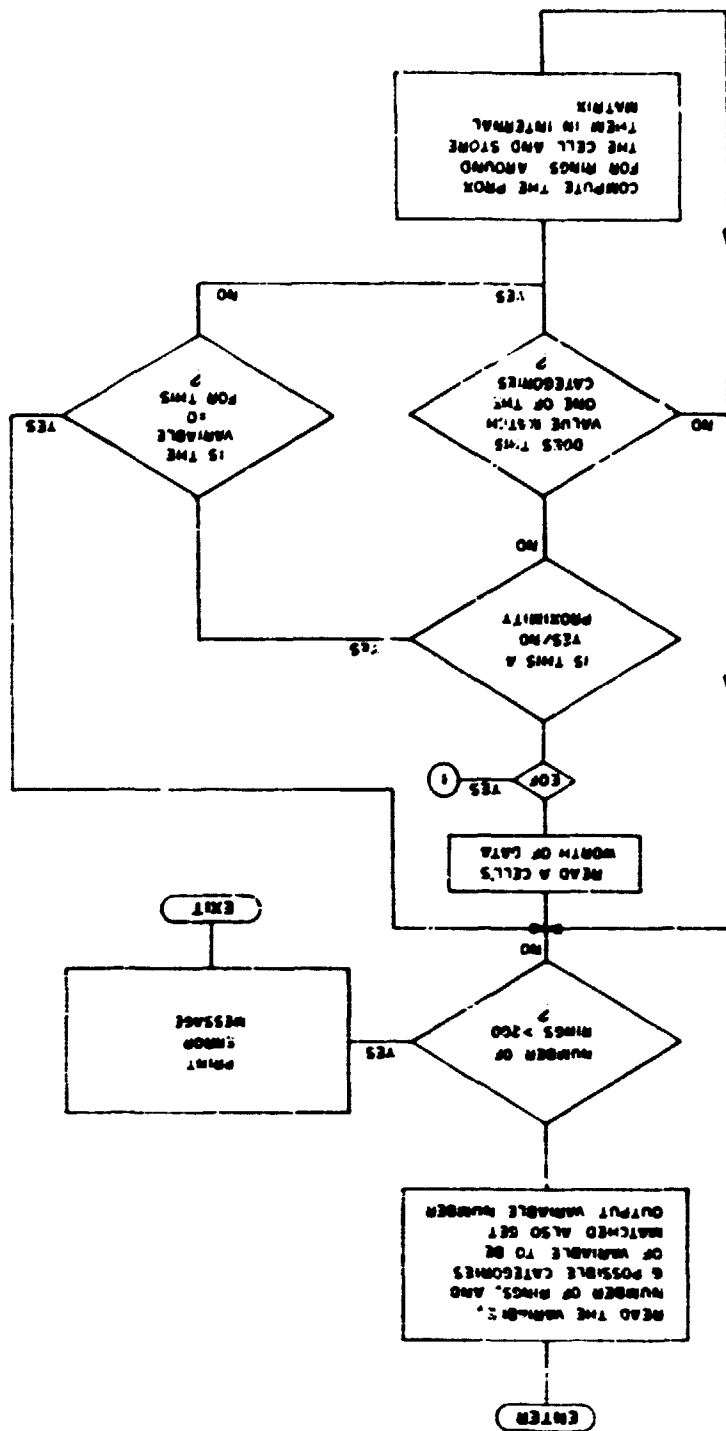 ENTER
READ THE VARIABLE,
NUMBER OF RINGS, AND
6 POSSIBLE CATEGORIES
OF VARIABLE TO BE
MATCHED ALSO GET
OUTPUT VARIABLE NUMBER
NUMBER OF
RINGS > 200
?
YES
PRINT
ERROR
MESSAGE
EXIT
NO
READ A CELL'S
WORTH OF DATA
EOF
YES
1
IS THIS A
YES/NO
PROXIMITY
YES
NO
DOES THIS
VALUE MATCH
ONE OF THE
CATEGORIES
?
NO
YES
IS THE
VARIABLE
=0
FOR THIS
?
YES
NO
COMPUTE THE PROX
FOR RINGS AROUND
THE CELL AND STORE
THEM IN INTERNAL
MATRIX